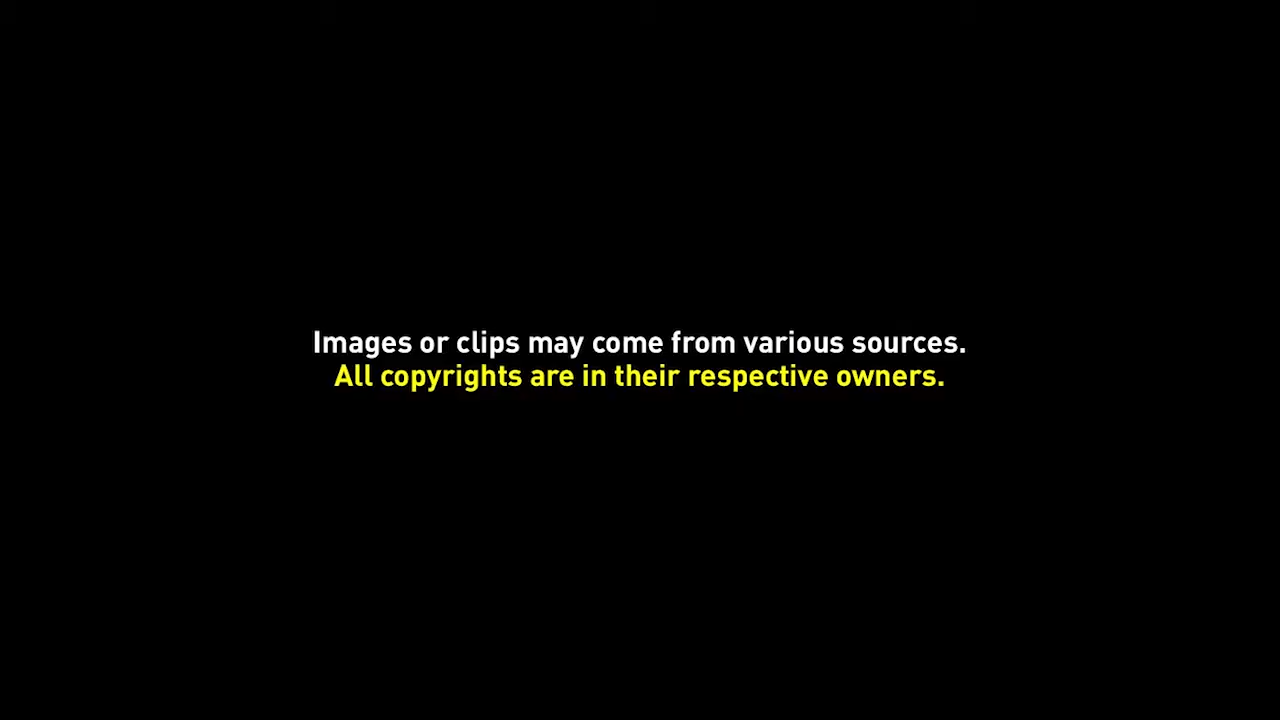 Images or clips may come from various sources.
All copyrights are in their respective owners.